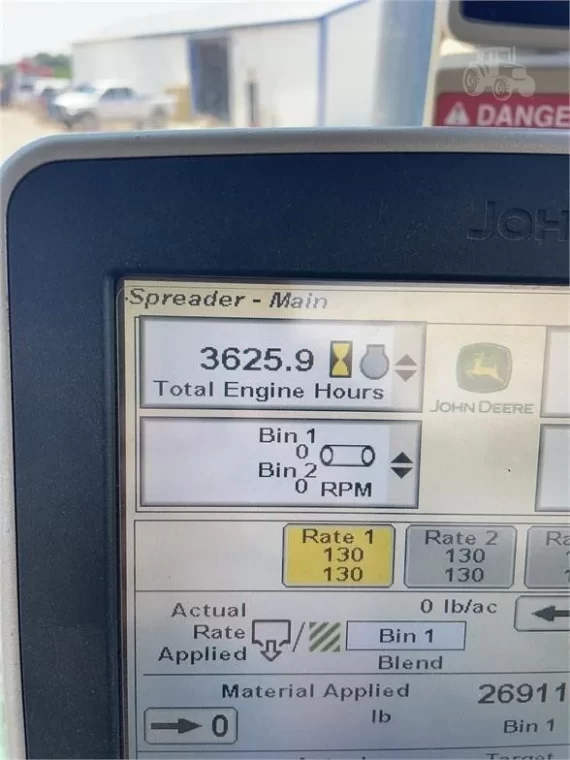 DANGE
JOH
Spreader - Main
3625.9
Total Engine Hours
JOHN DEERE
Bin 1
0
Bin 2
0 RPM
Rate 1
130
130
Rate 2
130
130
Ra
Actual
Rate
Applied
0 lb/ac
/
Bin 1
Blend
Material Applied
26911
lb
Bin 1
0
Target